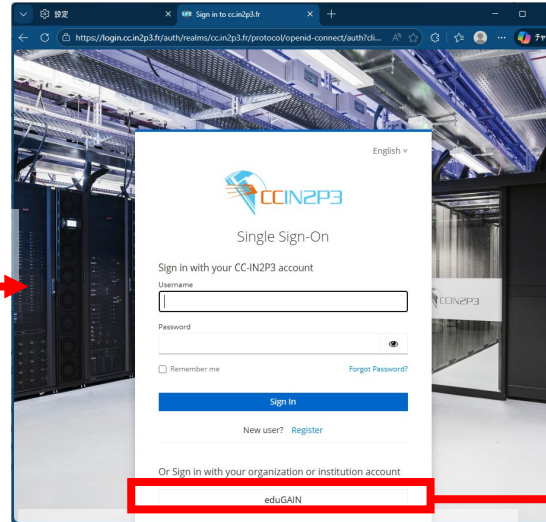 設定
Sign in to cc.in2p3.fr
https://login.cc.in2p3.fr/auth/realms/cc.in2p3.fr/protocol/openid-connect/auth?cli...
English
CCIN2P3
Single Sign-On
Sign in with your CC-IN2P3 account
Username
Password
Remember me
Forgot Password?
Sign In
New user? Register
Or Sign in with your organization or institution account
eduGAIN
CCIN2P3